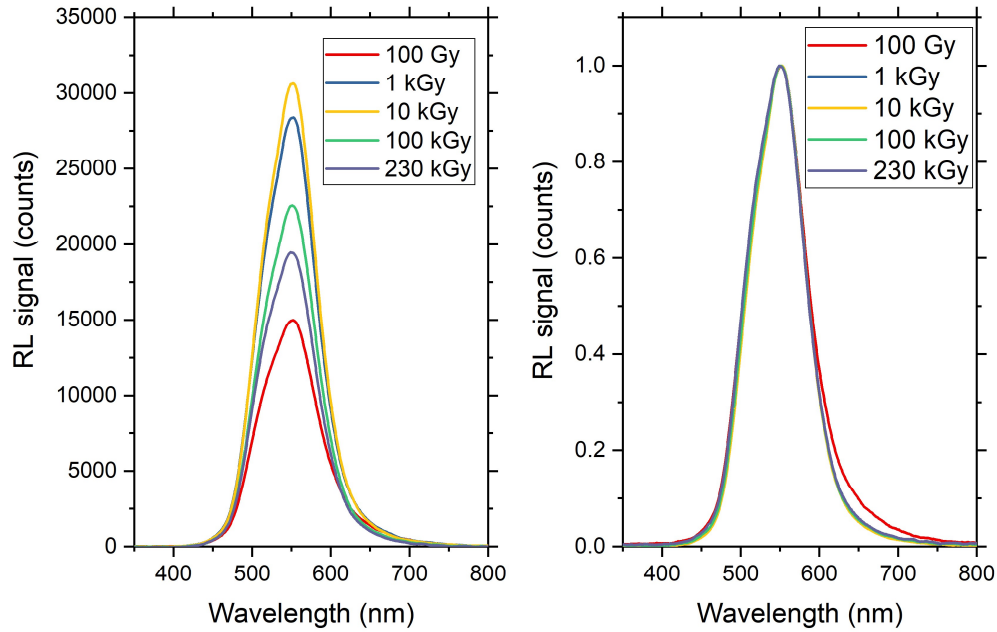 35000
30000
25000
20000
15000
10000
5000
0
RL signal (counts)
400
500
600
700
800
Wavelength (nm)
100 Gy
1 kGy
10 kGy
100 kGy
230 kGy
1.0
0.8
0.6
0.4
0.2
0.0
RL signal (counts)
400
500
600
700
800
Wavelength (nm)
100 Gy
1 kGy
10 kGy
100 kGy
230 kGy